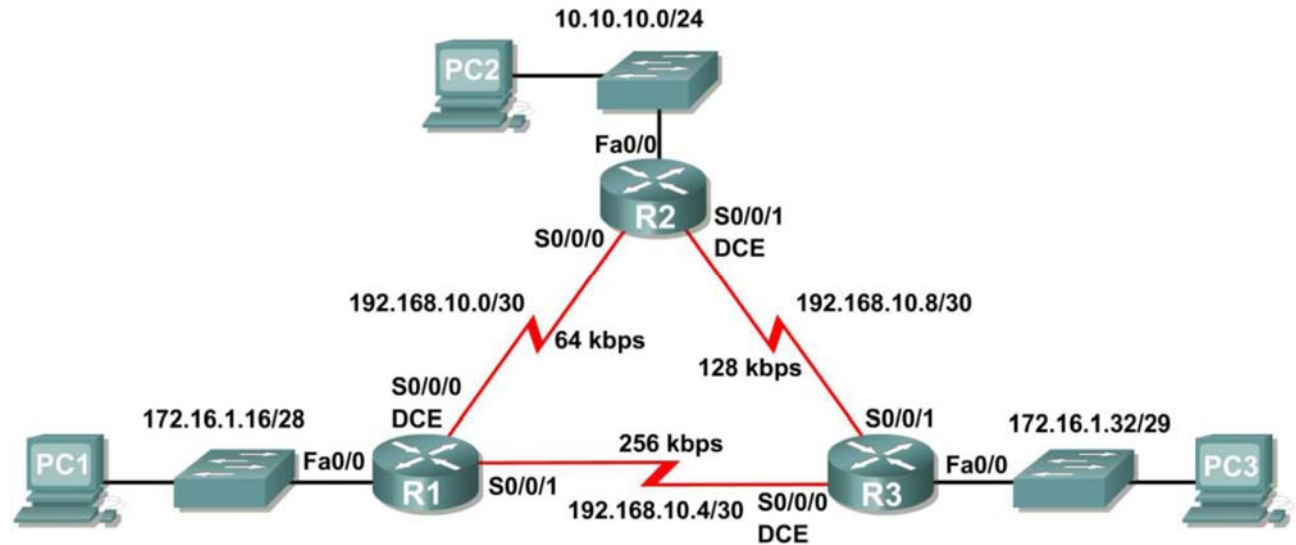 10.10.10.0/24
PC2
Fa0/0
R2
S0/0/1
DCE
S0/0/0
192.168.10.0/30
192.168.10.8/30
64 kbps
128 kbps
S0/0/0
DCE
172.16.1.16/28
S0/0/1
172.16.1.32/29
256 kbps
PC1
Fa0/0
R1
S0/0/1
192.168.10.4/30
S0/0/0
DCE
R3
Fa0/0
PC3